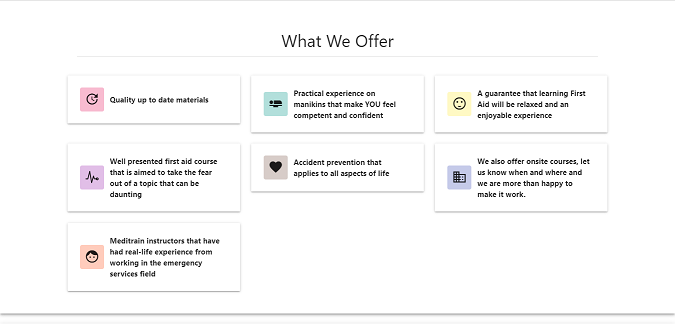 What We Offer
Quality up to date materials
Practical experience on
manikins that make YOU feel
competent and confident
A guarantee that learning First
Aid will be relaxed and an
enjoyable experience
Well presented first aid course
that is aimed to take the fear
out of a topic that can be
daunting
Accident prevention that
applies to all aspects of life
We also offer onsite courses, let
us know when and where and
we are more than happy to
make it work.
Meditrain instructors that have
had real-life experience from
working in the emergency
services field